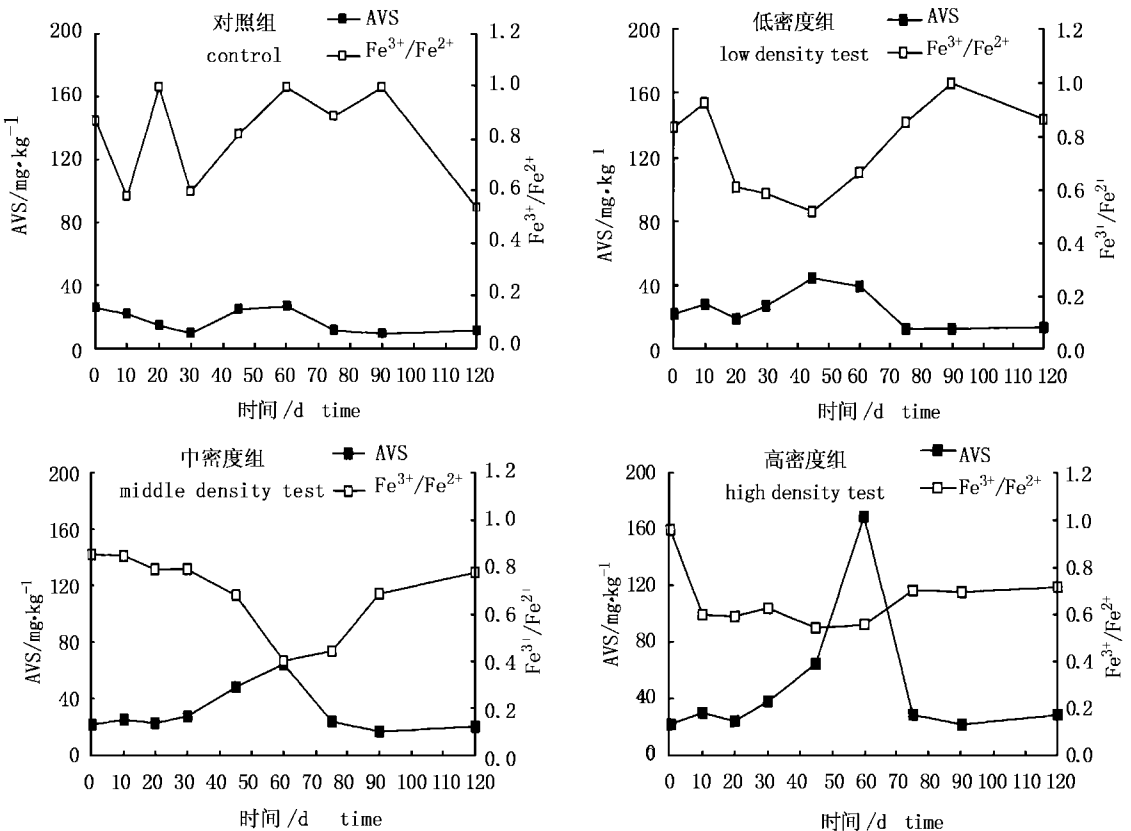 对照组
control
AVS
Fe³⁺/Fe²⁺
200
160
120
80
40
0
AVS/mg·kg⁻¹
1.2
1.0
0.8
0.6
0.4
0.2
0.0
Fe³⁺/Fe²⁺
0 10 20 30 40 50 60 70 80 90 100 110 120
时间/d time
低密度组
low density test
AVS
Fe³⁺/Fe²⁺
200
160
120
80
40
0
AVS/mg·kg⁻¹
1.2
1.0
0.8
0.6
0.4
0.2
0.0
Fe³⁺/Fe²⁺
0 10 20 30 40 50 60 70 80 90 100 110 120
时间/d time
中密度组
middle density test
AVS
Fe³⁺/Fe²⁺
200
160
120
80
40
0
AVS/mg·kg⁻¹
1.2
1.0
0.8
0.6
0.4
0.2
0.0
Fe³⁺/Fe²⁺
0 10 20 30 40 50 60 70 80 90 100 110 120
时间/d time
高密度组
high density test
AVS
Fe³⁺/Fe²⁺
200
160
120
80
40
0
AVS/mg·kg⁻¹
1.2
1.0
0.8
0.6
0.4
0.2
0.0
Fe³⁺/Fe²⁺
0 10 20 30 40 50 60 70 80 90 100 110 120
时间/d time